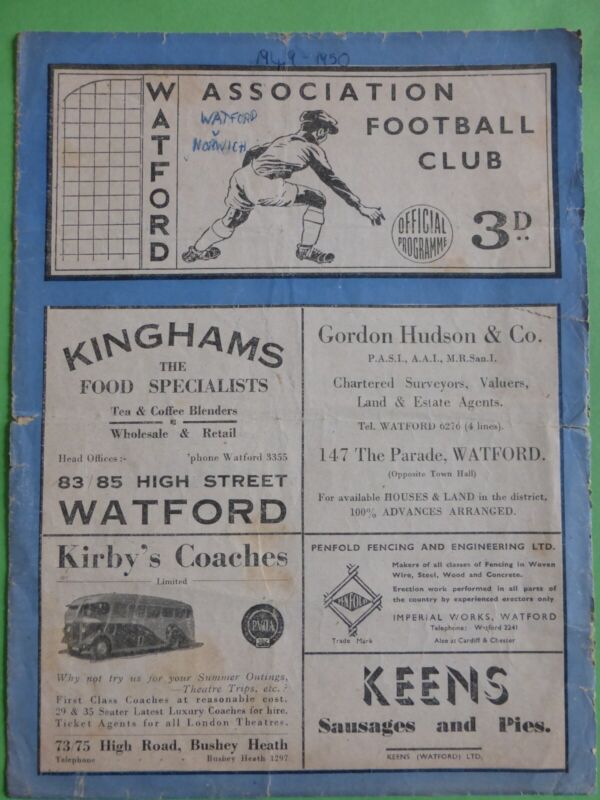 1949-1950
WATFORD
ASSOCIATION
FOOTBALL
CLUB
WATFORD
v
NORWICH
OFFICIAL
PROGRAMME
3D
KINGHAMS
THE
FOOD SPECIALISTS
Tea & Coffee Blenders
&
Wholesale & Retail
Head Offices:- 'phone Watford 3355
83/85 HIGH STREET
WATFORD
Gordon Hudson & Co.
P.A.S.I., A.A.I., M.R.San.I.
Chartered Surveyors, Valuers,
Land & Estate Agents.
Tel. WATFORD 6276 (4 lines).
147 The Parade, WATFORD.
(Opposite Town Hall)
For available HOUSES & LAND in the district,
100% ADVANCES ARRANGED.
Kirby's Coaches
Limited
Why not try us for your Summer Outings,
—Theatre Trips, etc.?
First Class Coaches at reasonable cost.
29 & 35 Seater Latest Luxury Coaches for hire.
Ticket Agents for all London Theatres.
73/75 High Road, Bushey Heath
Telephone Bushey Heath 1297
PENFOLD FENCING AND ENGINEERING LTD.
Makers of all classes of Fencing in Woven
Wire, Steel, Wood and Concrete.
Erection work performed in all parts of
the country by experienced erectors only
PENFOLD
Trade Mark
IMPERIAL WORKS, WATFORD
Telephone: Watford 2241
Also at Cardiff & Chester
KEENS
Sausages and Pies.
KEENS (WATFORD) LTD.